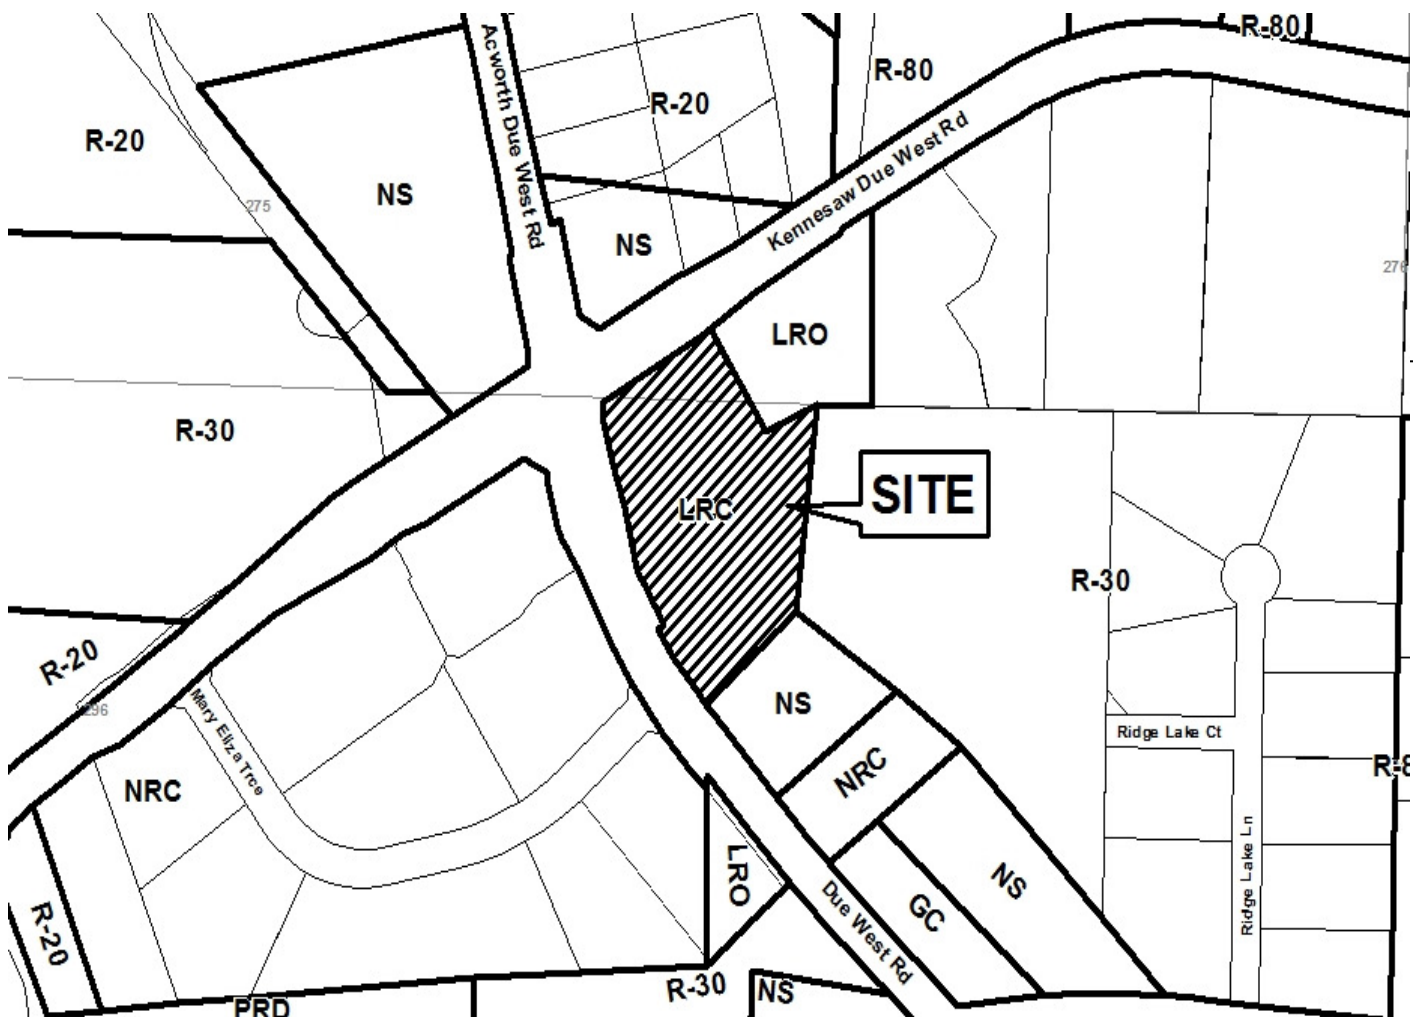 R-80
R-80
R-20
R-20
Acworth Due West Rd
Kennesaw Due West Rd
NS
275
NS
276
LRO
R-30
SITE
LRC
R-30
R-20
296
Mary Eliza Trce
NS
Ridge Lake Ct
NRC
NRC
R-8
Ridge Lake Ln
LRO
NS
GC
Due West Rd
R-20
R-30
NS
PRD